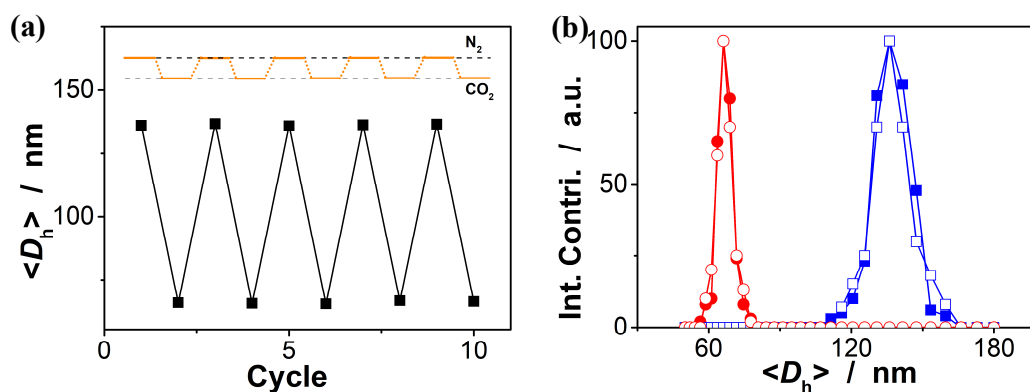 (a)
N₂
CO₂
150
100
<Dₕ> / nm
0
5
10
Cycle
(b)
100
50
0
Int. Contri. / a.u.
60
120
180
<Dₕ> / nm